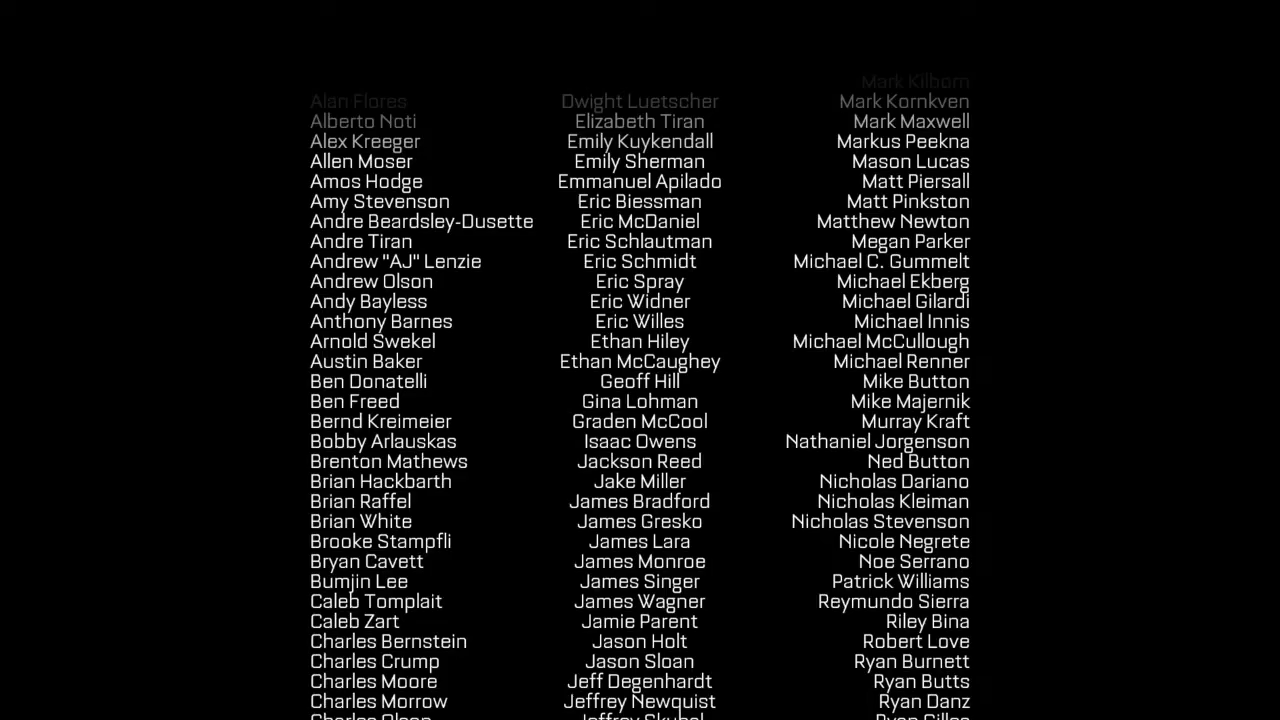 Mark Kilborn
Alan Flores Dwight Luetscher Mark Kornkven
Alberto Noti Elizabeth Tiran Mark Maxwell
Alex Kreeger Emily Kuykendall Markus Peekna
Allen Moser Emily Sherman Mason Lucas
Amos Hodge Emmanuel Apilado Matt Piersall
Amy Stevenson Eric Biessman Matt Pinkston
Andre Beardsley-Dusette Eric McDaniel Matthew Newton
Andre Tiran Eric Schlautman Megan Parker
Andrew "AJ" Lenzie Eric Schmidt Michael C. Gummelt
Andrew Olson Eric Spray Michael Ekberg
Andy Bayless Eric Widner Michael Gilardi
Anthony Barnes Eric Willes Michael Innis
Arnold Swekel Ethan Hiley Michael McCullough
Austin Baker Ethan McCaughey Michael Renner
Ben Donatelli Geoff Hill Mike Button
Ben Freed Gina Lohman Mike Majernik
Bernd Kreimeier Graden McCool Murray Kraft
Bobby Arlauskas Isaac Owens Nathaniel Jorgenson
Brenton Mathews Jackson Reed Ned Button
Brian Hackbarth Jake Miller Nicholas Dariano
Brian Raffel James Bradford Nicholas Kleiman
Brian White James Gresko Nicholas Stevenson
Brooke Stampfli James Lara Nicole Negrete
Bryan Cavett James Monroe Noe Serrano
Bumjin Lee James Singer Patrick Williams
Caleb Tomplait James Wagner Reymundo Sierra
Caleb Zart Jamie Parent Riley Bina
Charles Bernstein Jason Holt Robert Love
Charles Crump Jason Sloan Ryan Burnett
Charles Moore Jeff Degenhardt Ryan Butts
Charles Morrow Jeffrey Newquist Ryan Danz
Charles Olsen Jeffrey Skubel Ryan Gilles